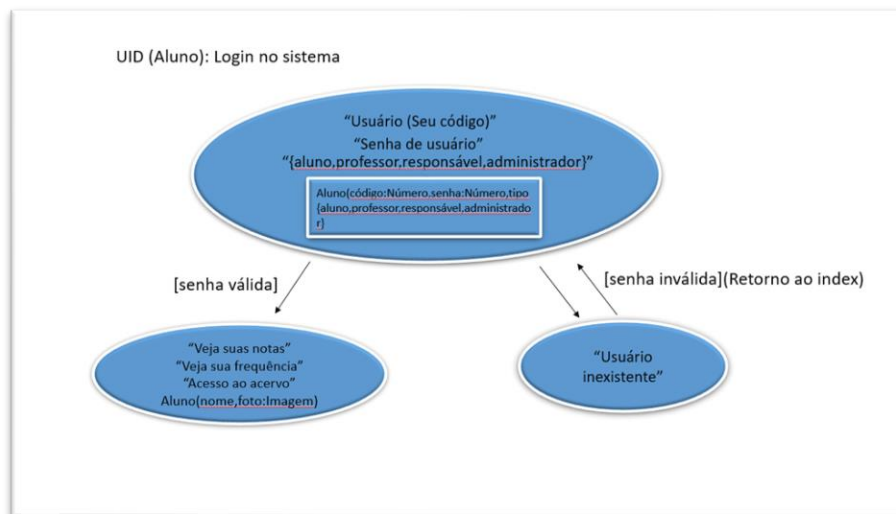 UID (Aluno): Login no sistema
“Usuário (Seu código)”
“Senha de usuário”
“{aluno,professor,responsável,administrador}”
Aluno(código:Número.senha:Número,tipo
{aluno,professor,responsável,administrado
r}
[senha válida]
[senha inválida](Retorno ao index)
“Veja suas notas”
“Veja sua frequência”
“Acesso ao acervo”
Aluno(nome,foto:Imagem)
“Usuário
inexistente”